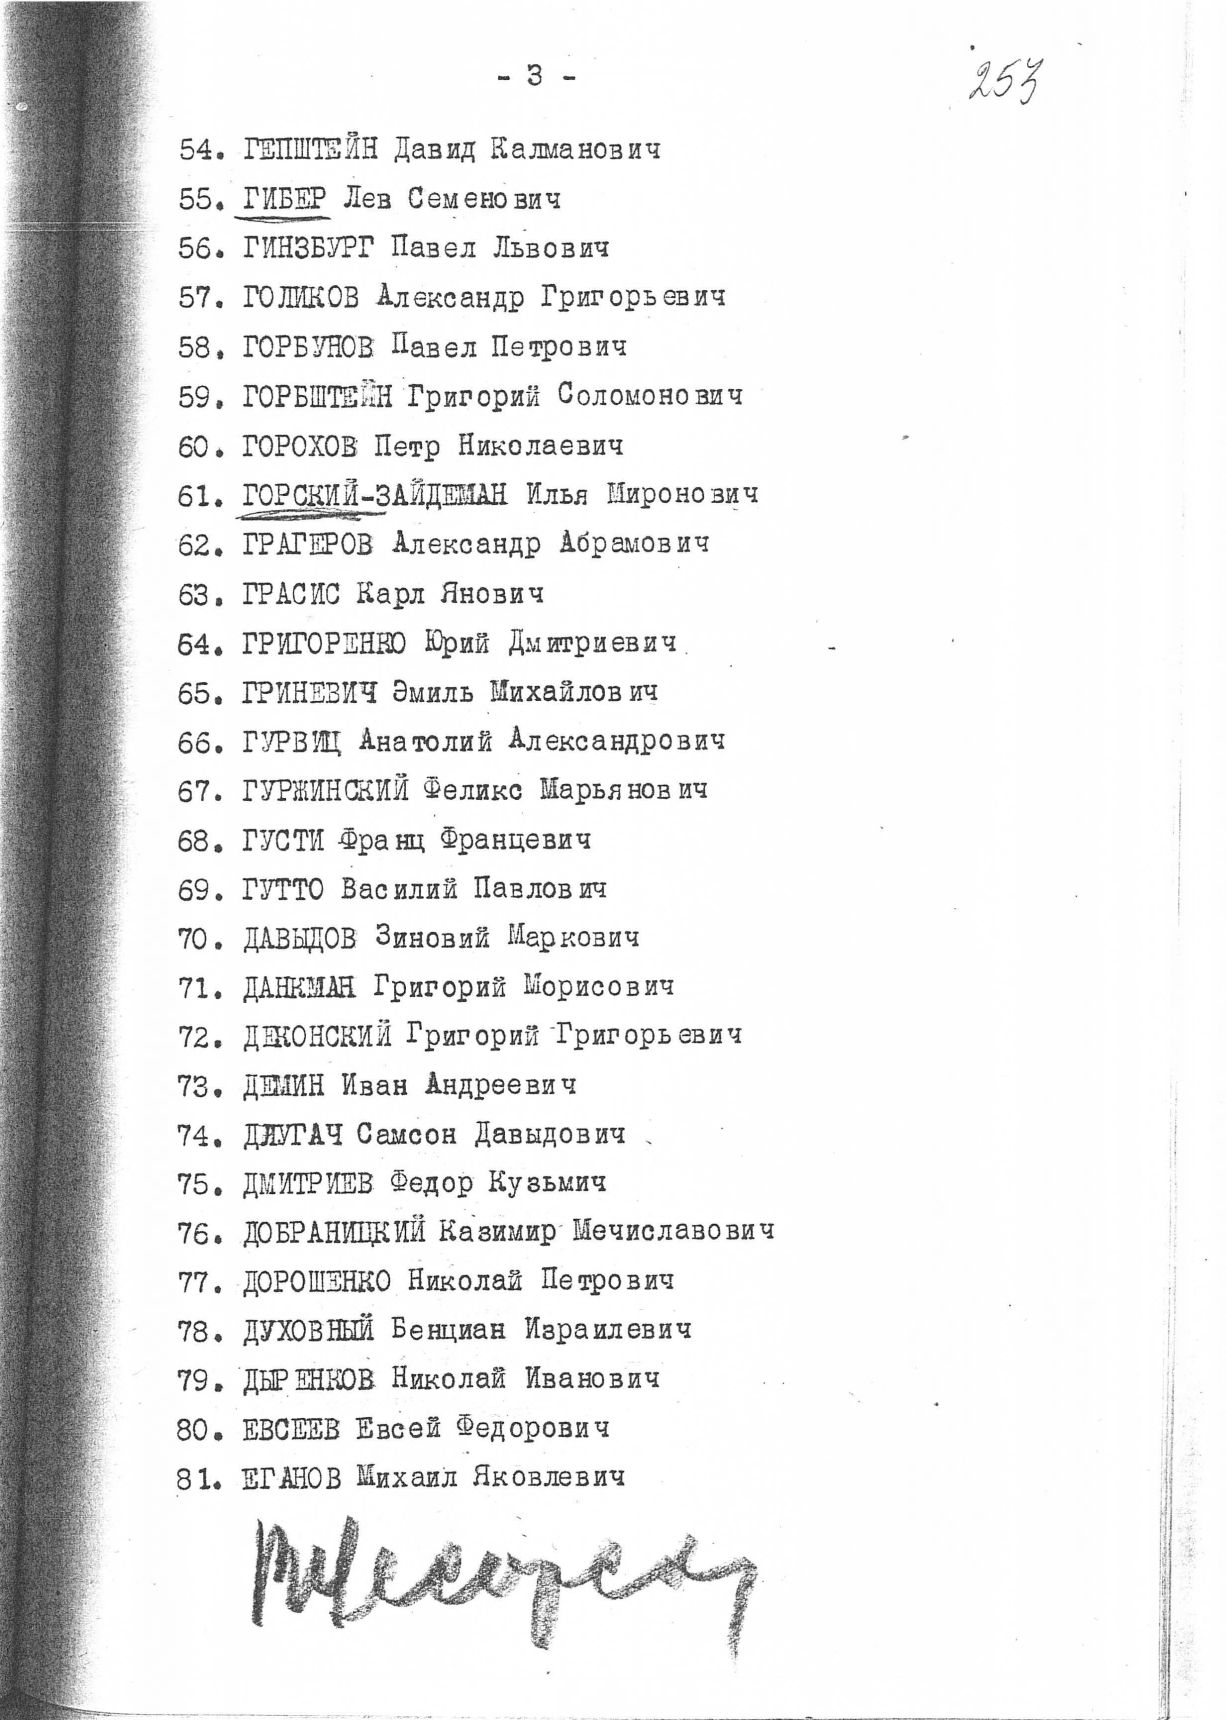 - 3 -
253
54. ГЕПШТЕЙН Давид Калманович
55. ГИБЕР Лев Семенович
56. ГИНЗБУРГ Павел Львович
57. ГОЛИКОВ Александр Григорьевич
58. ГОРБУНОВ Павел Петрович
59. ГОРБШТЕЙН Григорий Соломонович
60. ГОРОХОВ Петр Николаевич
61. ГОРСКИЙ-ЗАЙДЕМАН Илья Миронович
62. ГРАГЕРОВ Александр Абрамович
63. ГРАСИС Карл Янович
64. ГРИГОРЕНКО Юрий Дмитриевич
65. ГРИНЕВИЧ Эмиль Михайлович
66. ГУРВИЦ Анатолий Александрович
67. ГУРЖИНСКИЙ Феликс Марьянович
68. ГУСТИ Франц Францевич
69. ГУТТО Василий Павлович
70. ДАВЫДОВ Зиновий Маркович
71. ДАНКМАН Григорий Морисович
72. ДЕКОНСКИЙ Григорий Григорьевич
73. ДЕМИН Иван Андреевич
74. ДЛУГАЧ Самсон Давыдович
75. ДМИТРИЕВ Федор Кузьмич
76. ДОБРАНИЦКИЙ Казимир Мечиславович
77. ДОРОШЕНКО Николай Петрович
78. ДУХОВНЫЙ Бенциан Израилевич
79. ДЫРЕНКОВ Николай Иванович
80. ЕВСЕЕВ Евсей Федорович
81. ЕГАНОВ Михаил Яковлевич